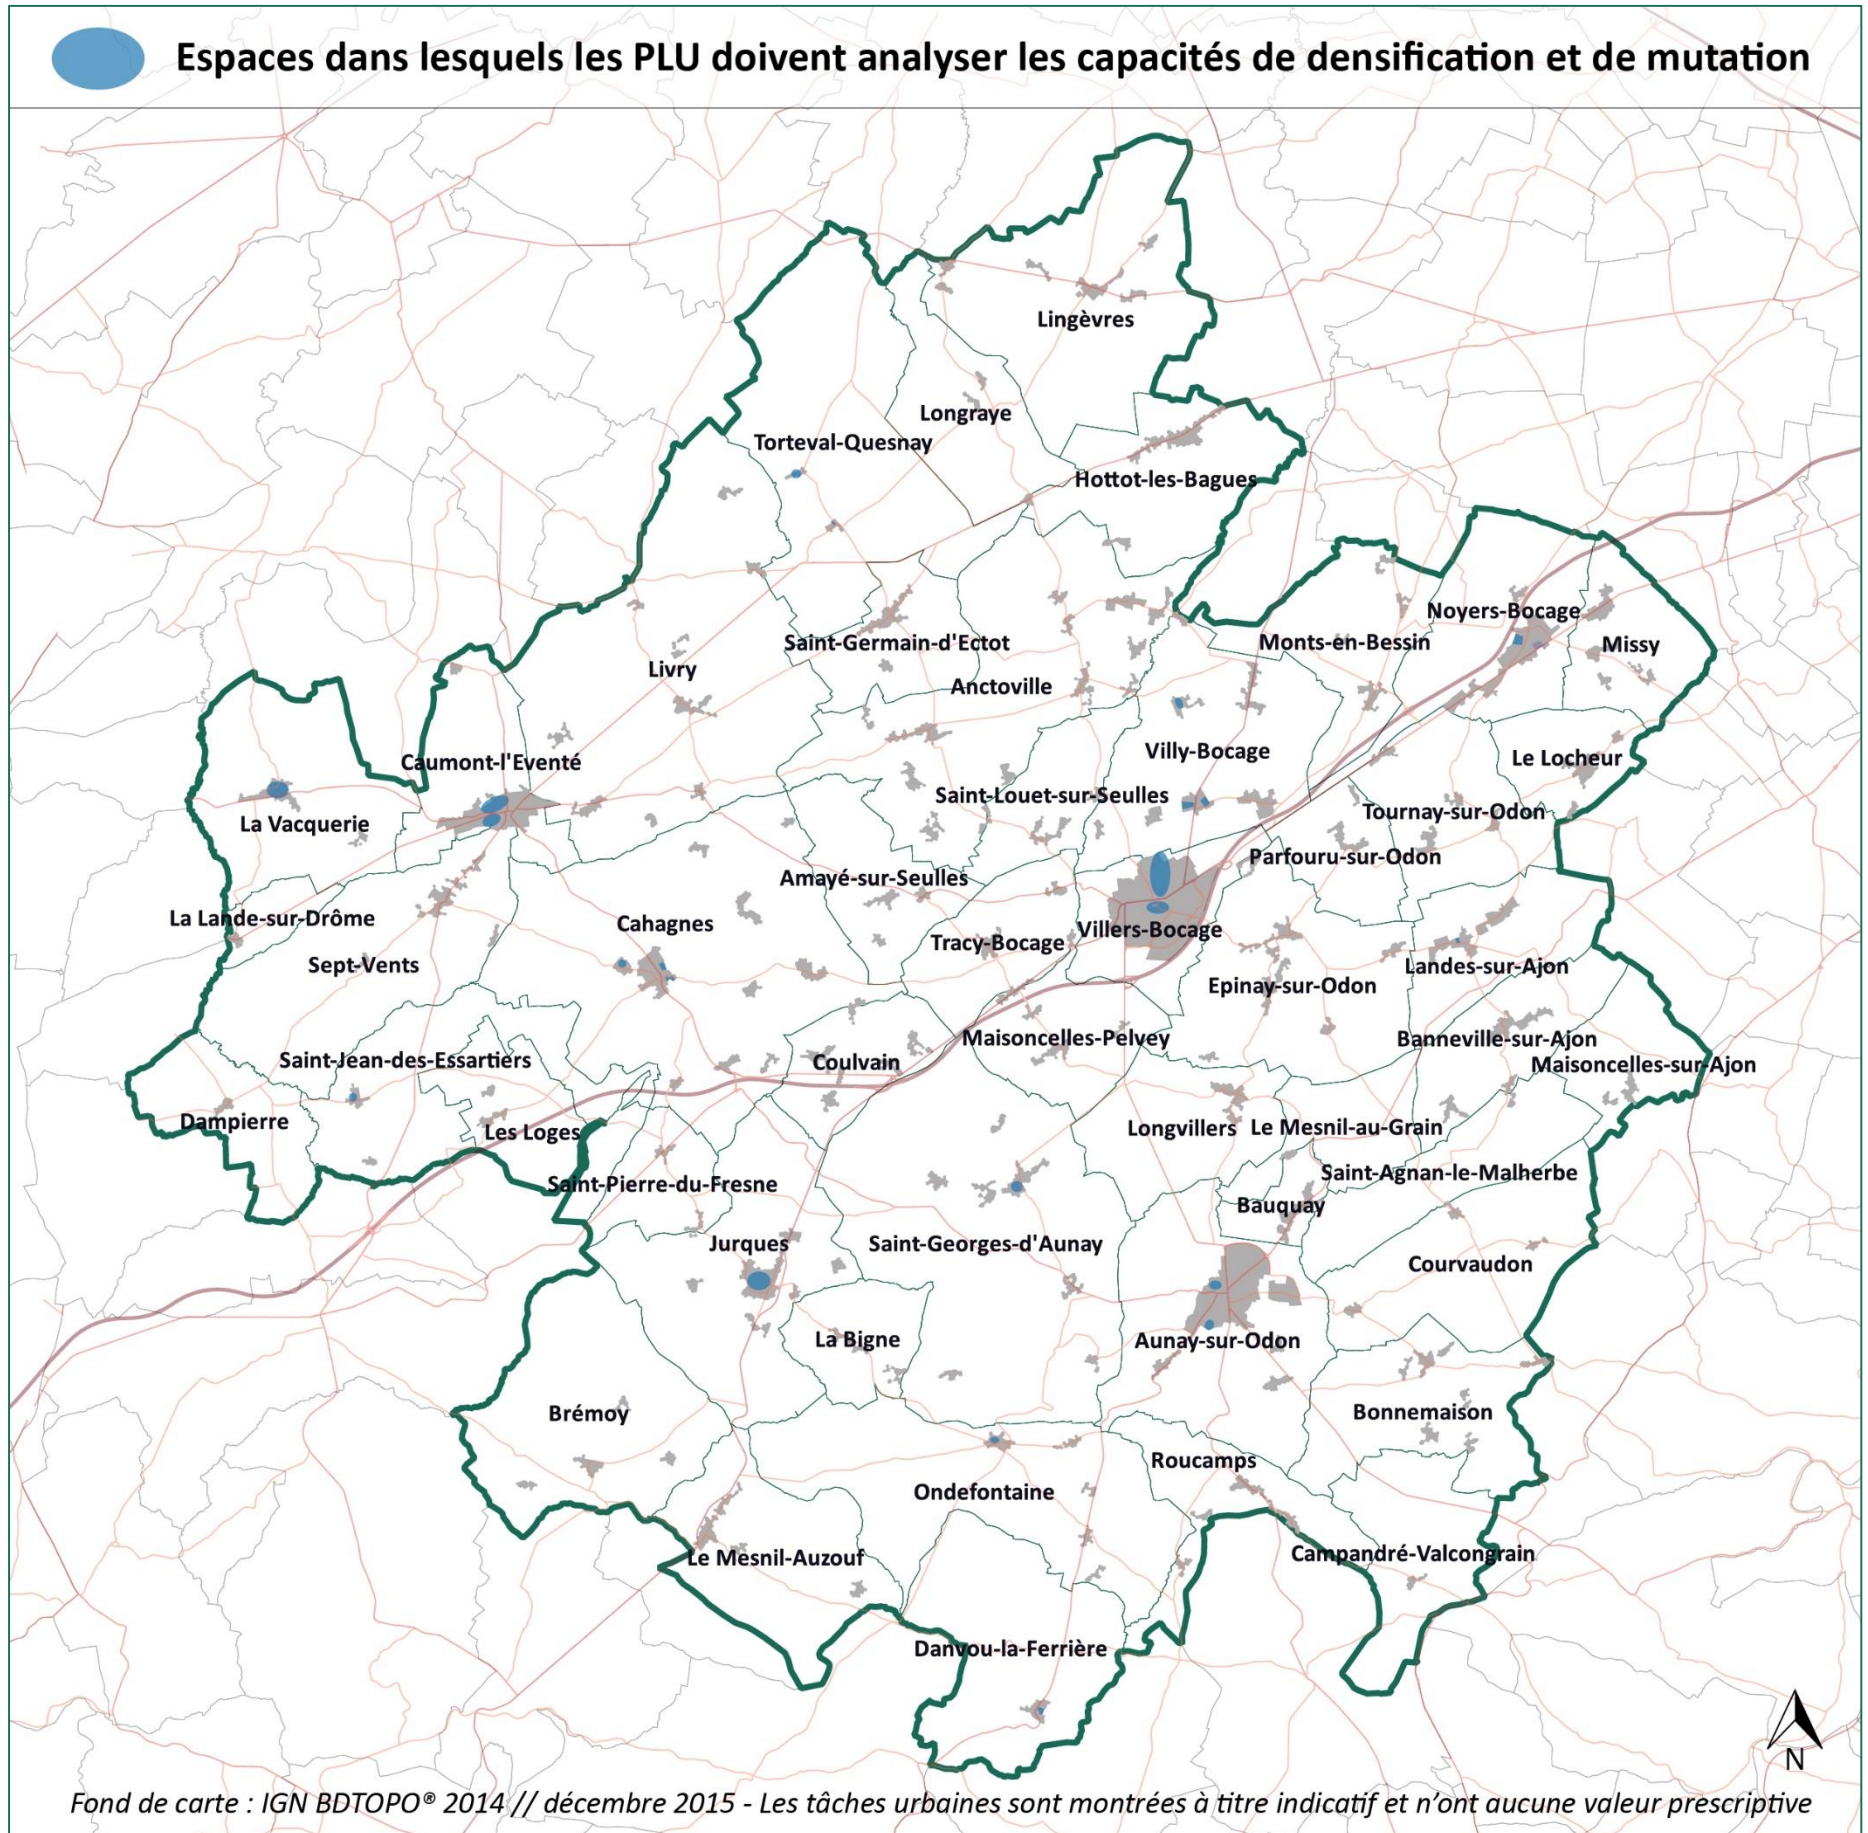 Espaces dans lesquels les PLU doivent analyser les capacités de densification et de mutation
Lingèvres
Longraye
Torteval-Quesnay
Hottot-les-Bagues
Noyers-Bocage
Saint-Germain-d'Ectot
Monts-en-Bessin
Missy
Livry
Anctoville
Villy-Bocage
Le Locheur
Caumont-l'Eventé
Saint-Louet-sur-Seulles
Tournay-sur-Odon
La Vacquerie
Parfouru-sur-Odon
Amayé-sur-Seulles
La Lande-sur-Drôme
Cahagnes
Villers-Bocage
Tracy-Bocage
Sept-Vents
Landes-sur-Ajon
Epinay-sur-Odon
Maisoncelles-Pelvey
Banneville-sur-Ajon
Saint-Jean-des-Essartiers
Coulvain
Maisoncelles-sur-Ajon
Dampierre
Les Loges
Longvillers
Le Mesnil-au-Grain
Saint-Agnan-le-Malherbe
Saint-Pierre-du-Fresne
Bauquay
Jurques
Saint-Georges-d'Aunay
Courvaudon
La Bigne
Aunay-sur-Odon
Brémoy
Bonnemaison
Roucamps
Ondefontaine
Le Mesnil-Auzouf
Campandré-Valcongrain
Danvou-la-Ferrière
N
Fond de carte : IGN BDTOPO® 2014 // décembre 2015 - Les tâches urbaines sont montrées à titre indicatif et n’ont aucune valeur prescriptive